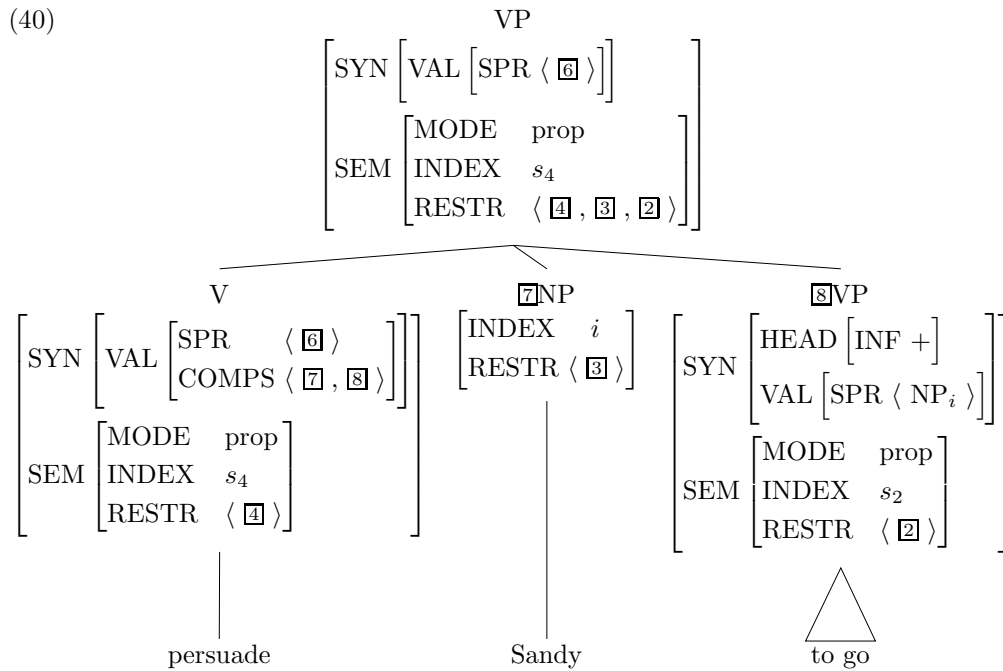 (40)
VP
SYN [VAL [SPR ⟨ 6 ⟩]]
SEM [MODE prop
INDEX s₄
RESTR ⟨ 4 , 3 , 2 ⟩]
V 7NP 8VP
SYN [VAL [SPR ⟨ 6 ⟩
COMPS ⟨ 7 , 8 ⟩]]
SEM [MODE prop
INDEX s₄
RESTR ⟨ 4 ⟩]
[INDEX i
RESTR ⟨ 3 ⟩]
SYN [HEAD [INF +]
VAL [SPR ⟨ NPᵢ ⟩]]
SEM [MODE prop
INDEX s₂
RESTR ⟨ 2 ⟩]
persuade Sandy to go